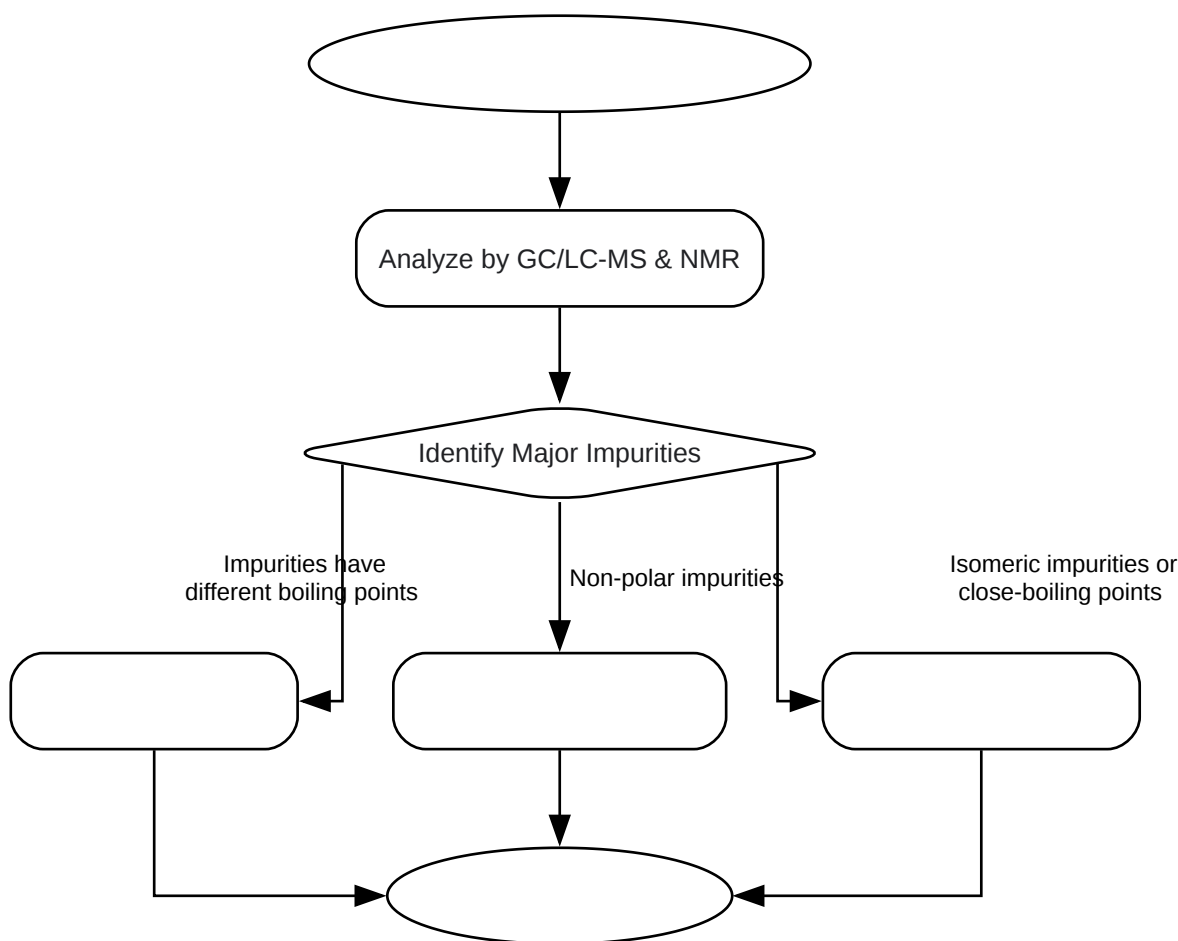 Analyze by GC/LC-MS & NMR
Identify Major Impurities
Impurities have
different boiling points
Non-polar impurities
Isomeric impurities or
close-boiling points